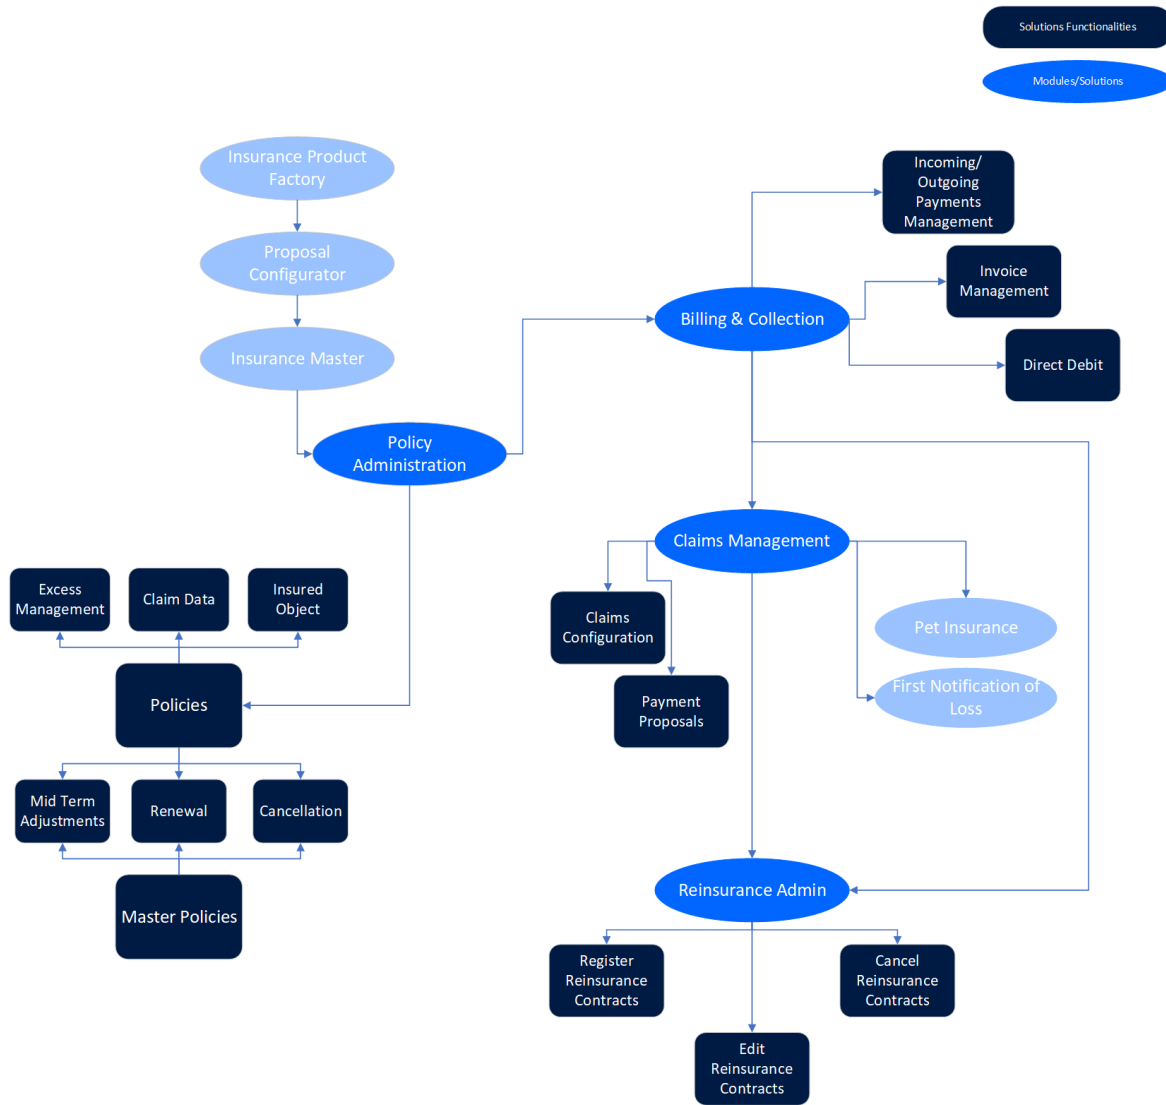 Solutions Functionalities
Modules/Solutions
Insurance Product
Factory
Proposal
Configurator
Insurance Master
Policy
Administration
Billing & Collection
Incoming/
Outgoing
Payments
Management
Invoice
Management
Direct Debit
Excess
Management
Claim Data
Insured
Object
Policies
Mid Term
Adjustments
Renewal
Cancellation
Master Policies
Claims Management
Claims
Configuration
Payment
Proposals
Pet Insurance
First Notification of
Loss
Reinsurance Admin
Register
Reinsurance
Contracts
Edit
Reinsurance
Contracts
Cancel
Reinsurance
Contracts